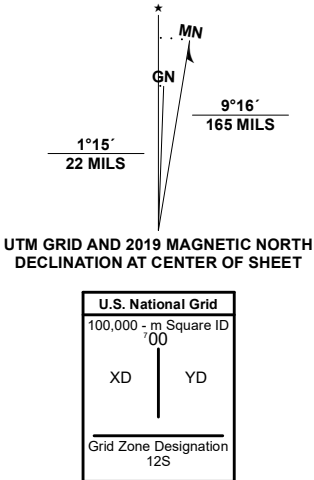 ★
MN
GN
9°16´
165 MILS
1°15´
22 MILS
UTM GRID AND 2019 MAGNETIC NORTH
DECLINATION AT CENTER OF SHEET
U.S. National Grid
100,000 - m Square ID
⁷00
XD YD
Grid Zone Designation
12S